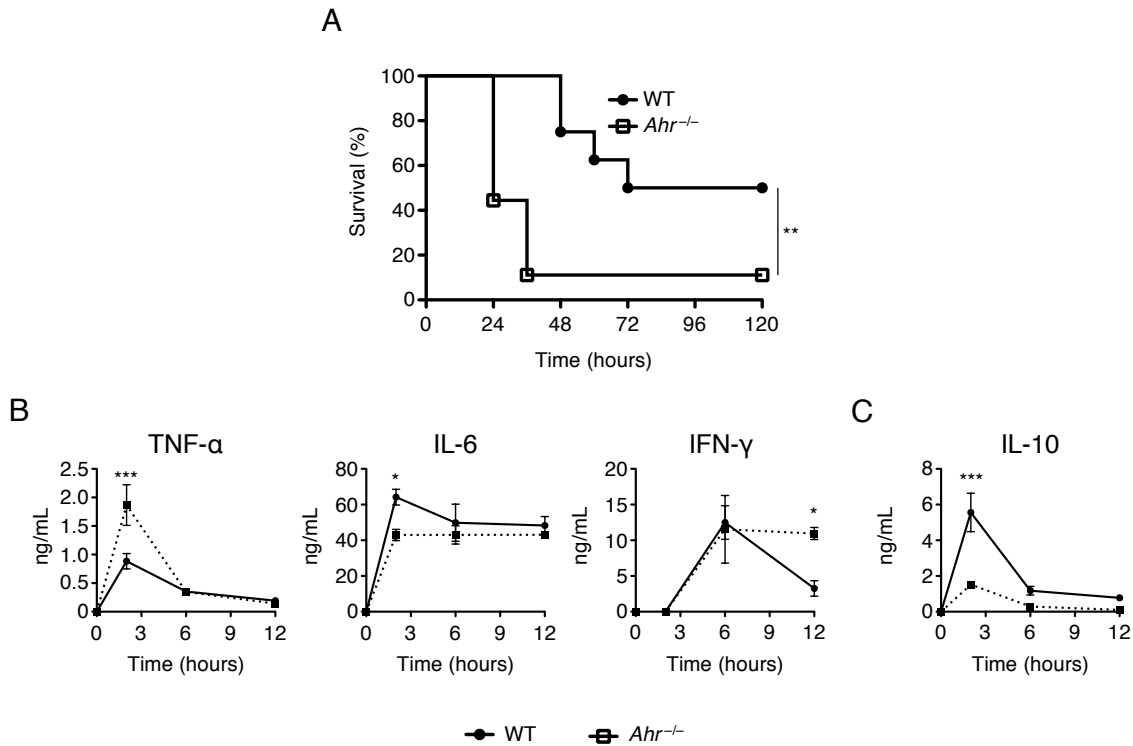 A
100
80
60
40
20
0
Survival (%)
WT
Ahr–/–
**
0 24 48 72 96 120
Time (hours)
B
TNF-α
***
2.5
2.0
1.5
1.0
0.5
0
ng/mL
0 3 6 9 12
Time (hours)
IL-6
*
80
60
40
20
0
ng/mL
0 3 6 9 12
Time (hours)
IFN-γ
*
20
15
10
5
0
ng/mL
0 3 6 9 12
Time (hours)
C
IL-10
***
8
6
4
2
0
ng/mL
0 3 6 9 12
Time (hours)
WT Ahr–/–